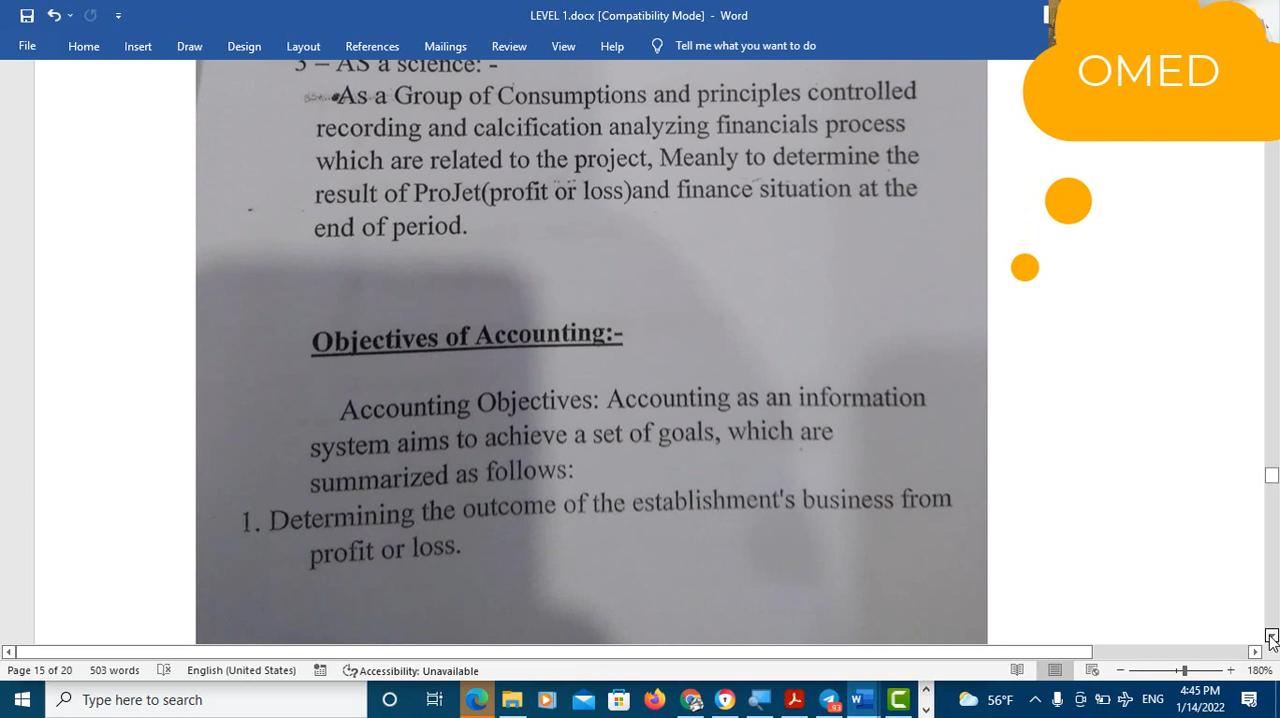 LEVEL 1.docx [Compatibility Mode] - Word
File Home Insert Draw Design Layout References Mailings Review View Help Tell me what you want to do
OMED
3 – AS a science: -
As a Group of Consumptions and principles controlled
recording and calcification analyzing financials process
which are related to the project, Meanly to determine the
result of ProJet(profit or loss)and finance situation at the
end of period.
Objectives of Accounting:-
Accounting Objectives: Accounting as an information
system aims to achieve a set of goals, which are
summarized as follows:
1. Determining the outcome of the establishment's business from
profit or loss.
Page 15 of 20 503 words English (United States) Accessibility: Unavailable 180%
Type here to search 93 56°F ENG 4:45 PM
1/14/2022